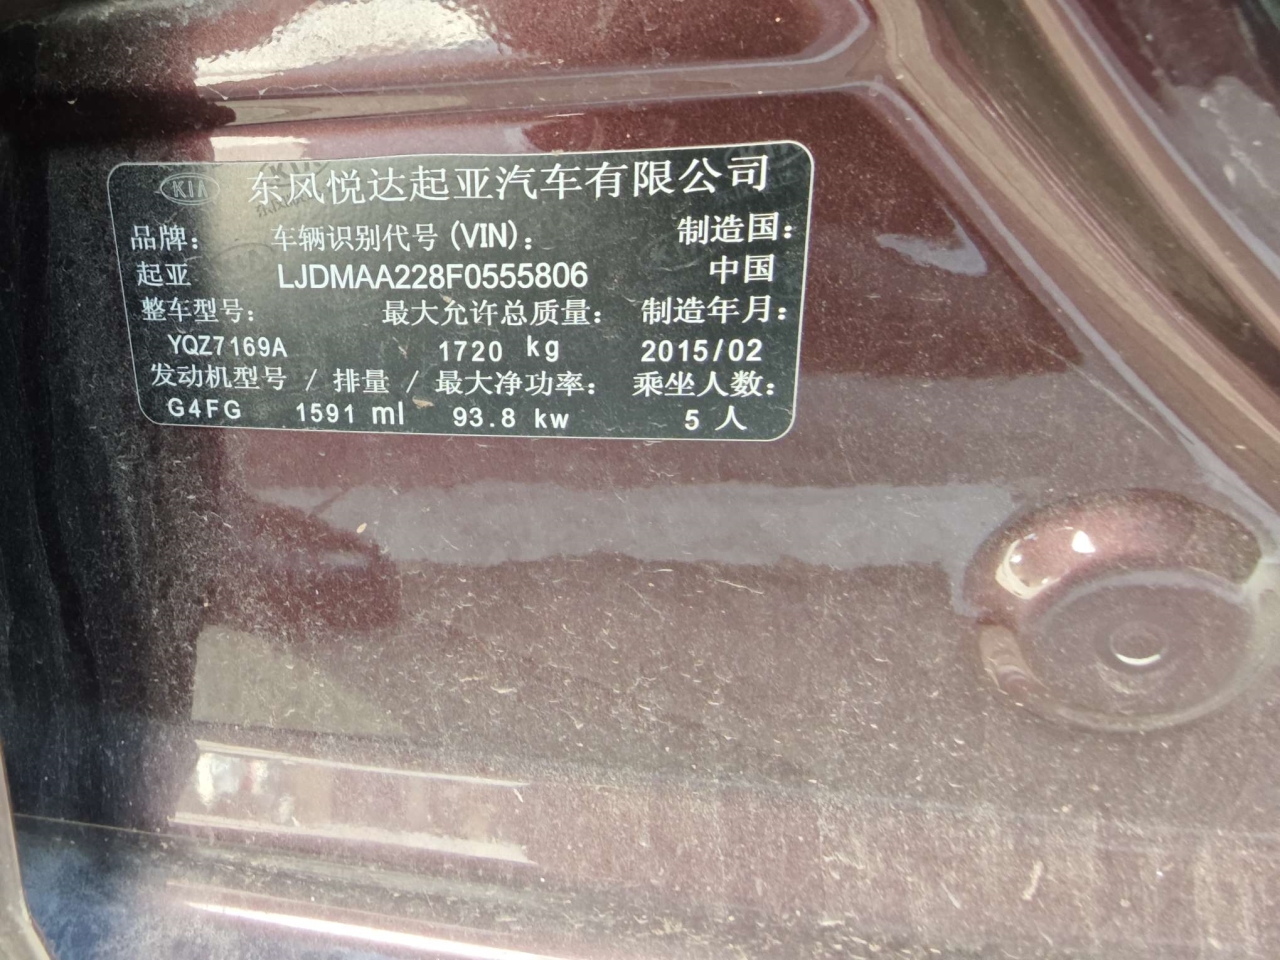 KIA 东风悦达起亚汽车有限公司
品牌： 车辆识别代号(VIN)： 制造国：
起亚 LJDMAA228F0555806 中国
整车型号： 最大允许总质量： 制造年月：
YQZ7169A 1720 kg 2015/02
发动机型号 / 排量 / 最大净功率： 乘坐人数：
G4FG 1591 ml 93.8 kw 5 人